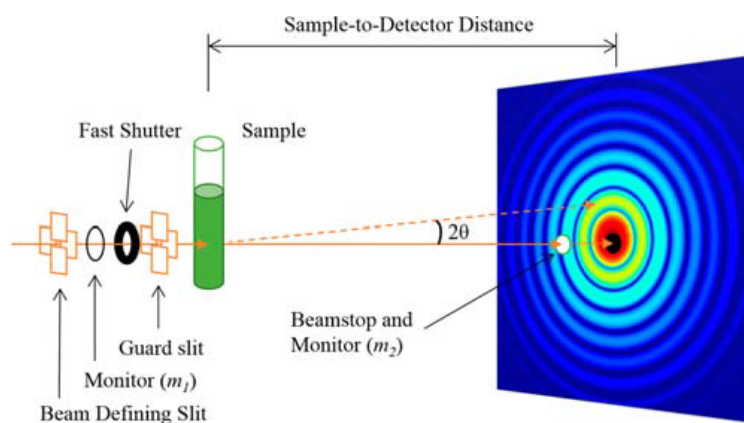 Sample-to-Detector Distance
Fast Shutter
Sample
2θ
Beamstop and
Monitor (m₂)
Guard slit
Monitor (m₁)
Beam Defining Slit